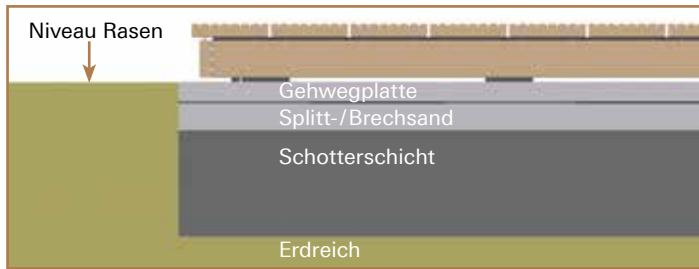 Niveau Rasen
Gehwegplatte
Splitt-/Brechsand
Schotterschicht
Erdreich